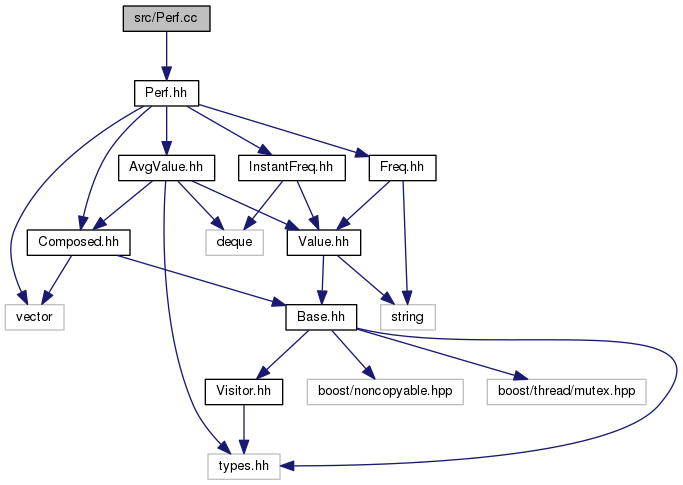 src/Perf.cc
Perf.hh
AvgValue.hh
InstantFreq.hh
Freq.hh
Composed.hh
deque
Value.hh
vector
Base.hh
string
Visitor.hh
boost/noncopyable.hpp
boost/thread/mutex.hpp
types.hh